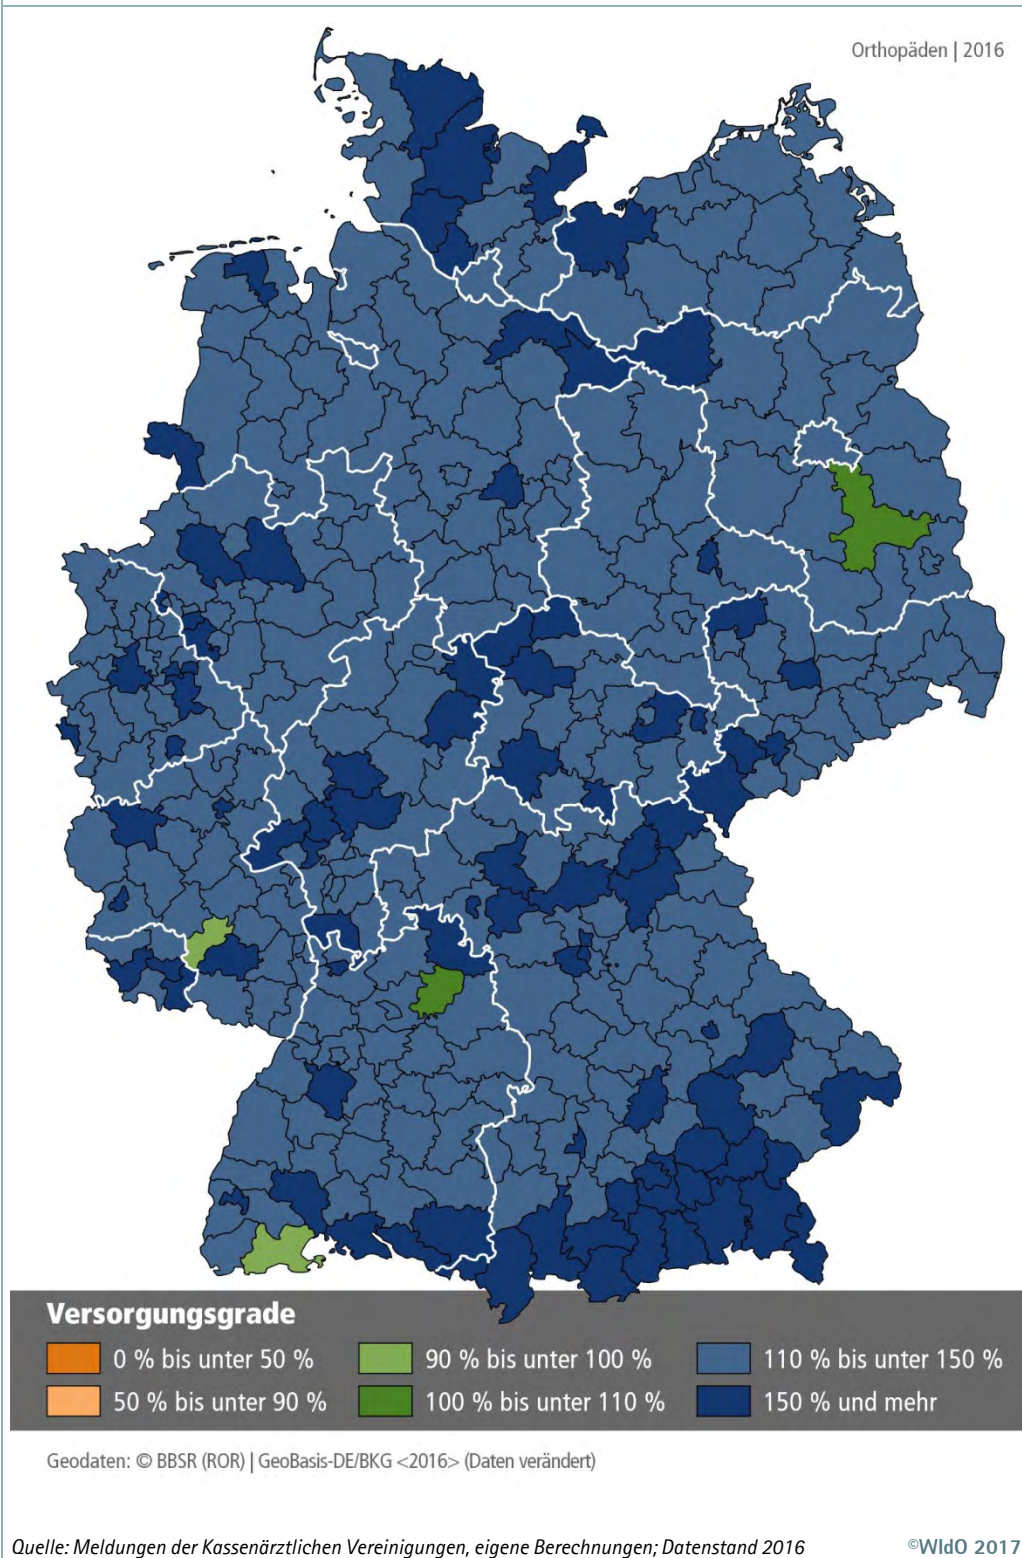 Orthopäden | 2016
Versorgungsgrade
0 % bis unter 50 %
90 % bis unter 100 %
110 % bis unter 150 %
50 % bis unter 90 %
100 % bis unter 110 %
150 % und mehr
Geodaten: © BBSR (ROR) | GeoBasis-DE/BKG <2016> (Daten verändert)
Quelle: Meldungen der Kassenärztlichen Vereinigungen, eigene Berechnungen; Datenstand 2016
©WIdO 2017